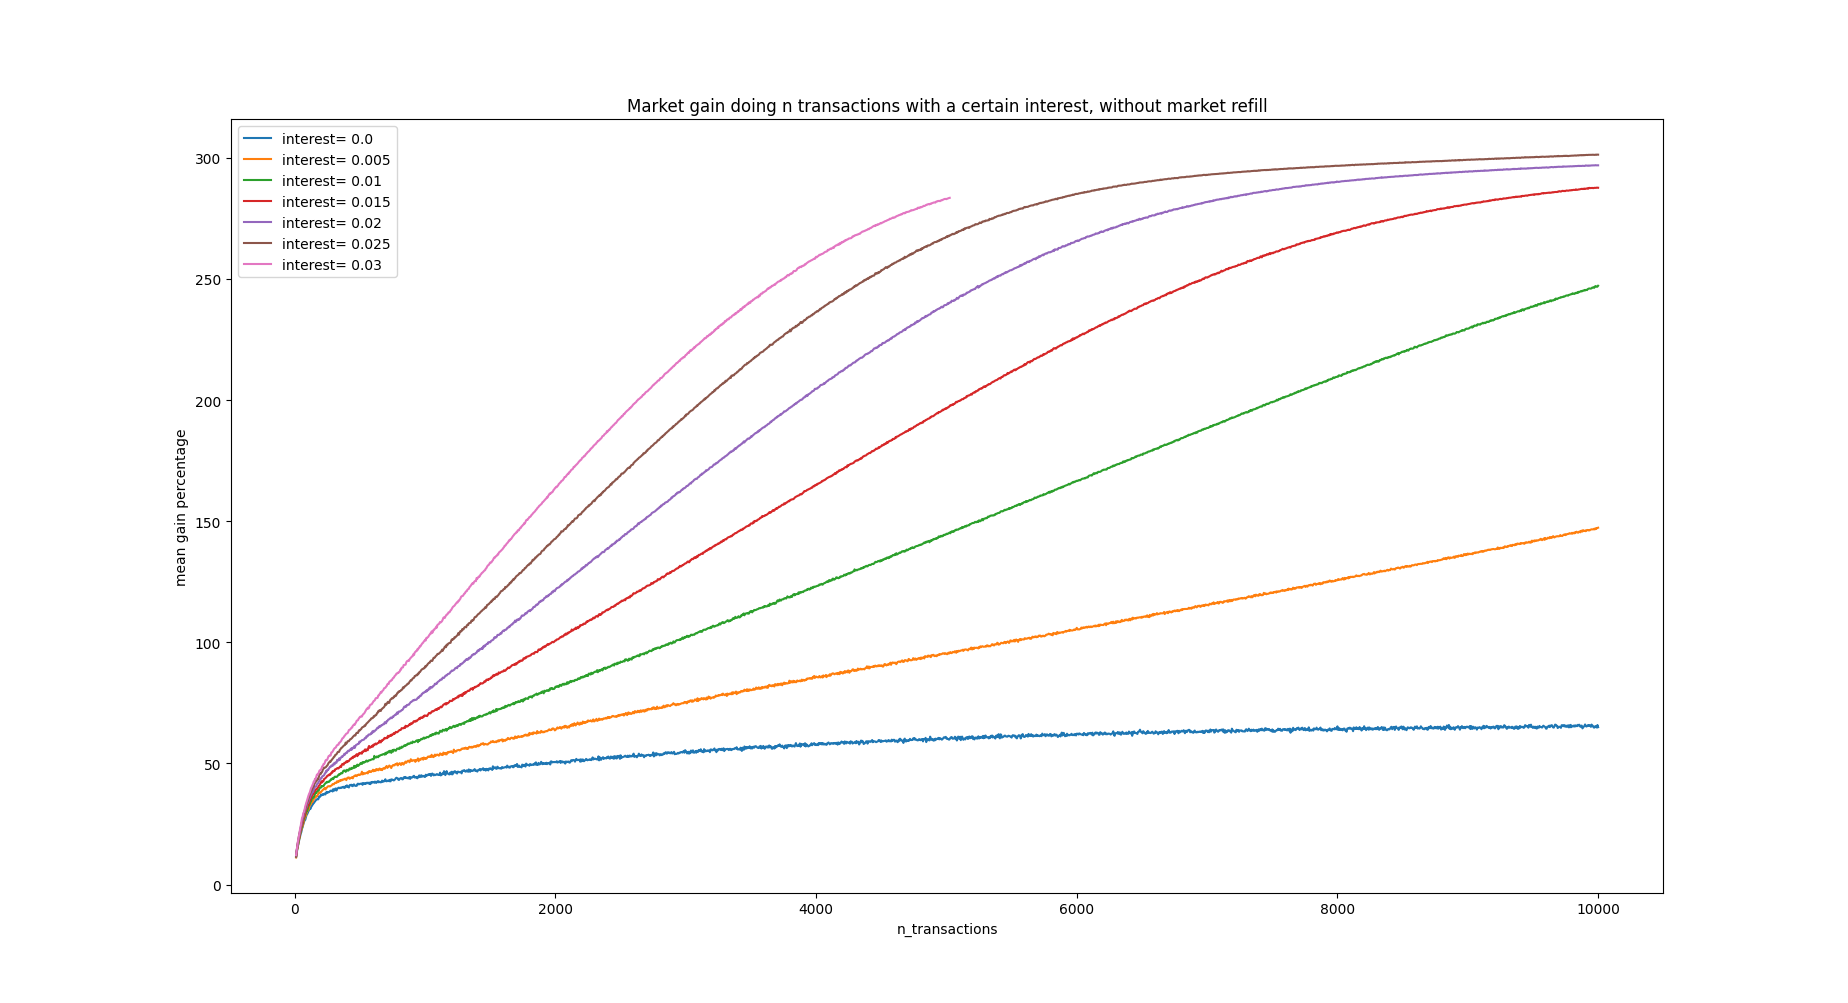 Market gain doing n transactions with a certain interest, without market refill
interest= 0.0
interest= 0.005
interest= 0.01
interest= 0.015
interest= 0.02
interest= 0.025
interest= 0.03
300
250
200
150
100
50
0
mean gain percentage
0 2000 4000 6000 8000 10000
n_transactions